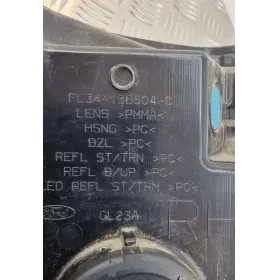 FL34-13B504-C
LENS >PMMA<
HSNG >PC<
BZL >PC<
REFL ST/TRN >PC<
REFL B/UP >PC<
LED REFL ST/TRN >PC<
Ford
GL23A